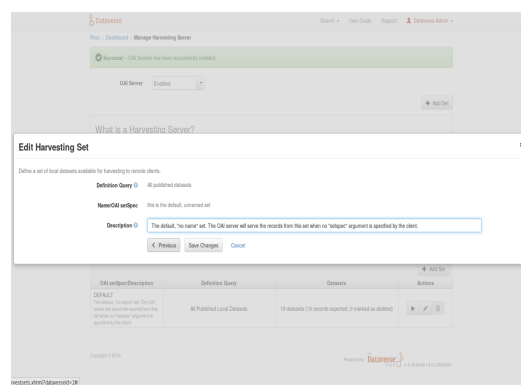 Dataverse
Search
User Guide
Support
Dataverse Admin
Root - Dashboard - Manage Harvesting Server
Success! - OAI Service has been successfully enabled.
OAI Server
Enabled
+ Add Set
What is a Harvesting Server?
Edit Harvesting Set
Define a set of local datasets available for harvesting to remote clients.
Definition Query
All published datasets
Name/OAI setSpec
this is the default, unnamed set
Description
The default, "no name" set. The OAI server will serve the records from this set when no "setspec" argument is specified by the client.
Previous
Save Changes
Cancel
+ Add Set
OAI setSpec/Description
Definition Query
Datasets
Actions
DEFAULT
The default, "no name" set. The OAI
server will serve the records from this
set when no "setspec" argument is
specified by the client.
All Published Local Datasets
19 datasets (19 records exported, 0 marked as deleted)
Copyright © 2016
Powered by
Dataverse